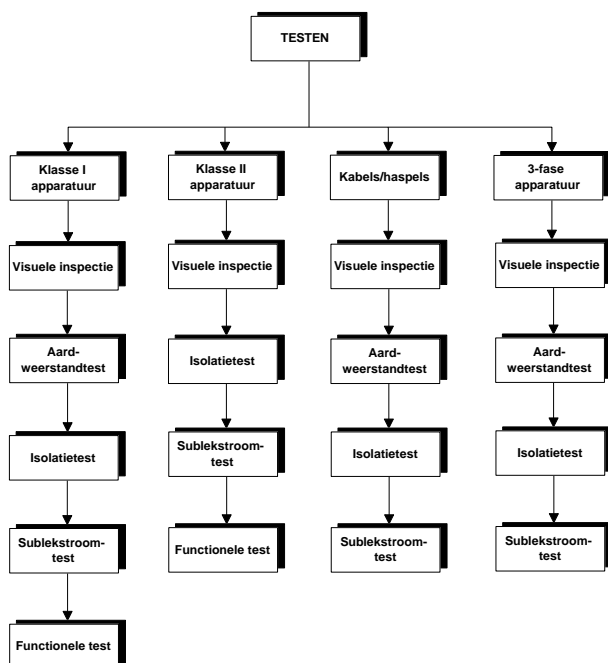 TESTEN
Klasse I
apparatuur
Visuele inspectie
Aard-
weerstandtest
Isolatietest
Sublekstroom-
test
Functionele test
Klasse II
apparatuur
Visuele inspectie
Isolatietest
Sublekstroom-
test
Functionele test
Kabels/haspels
Visuele inspectie
Aard-
weerstandtest
Isolatietest
Sublekstroom-
test
3-fase
apparatuur
Visuele inspectie
Aard-
weerstandtest
Isolatietest
Sublekstroom-
test